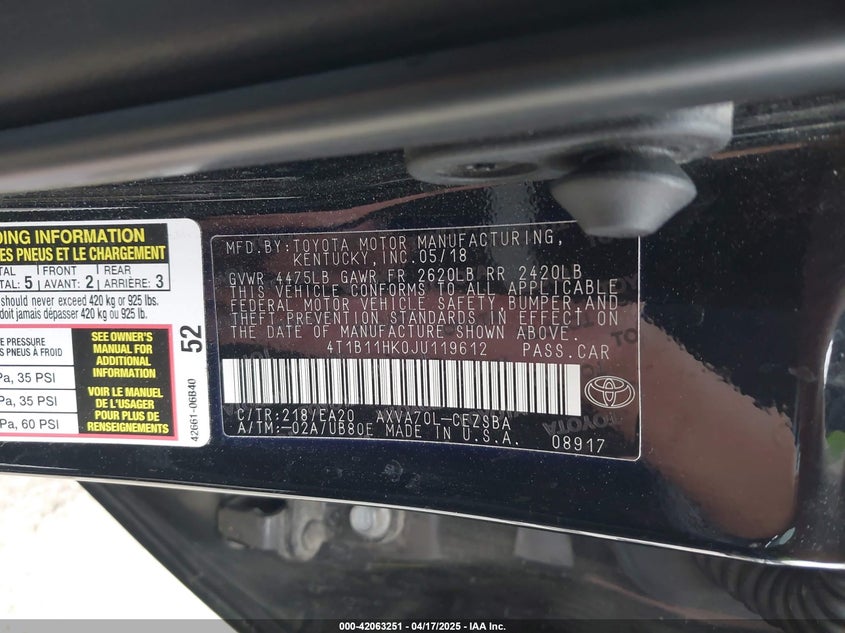 DING INFORMATION
ES PNEUS ET LE CHARGEMENT
TAL FRONT REAR
TAL: 5 AVANT: 2 ARRIÈRE: 3
should never exceed 420 kg or 925 lbs.
doit jamais dépasser 420 kg ou 925 lb.
E PRESSURE
PNEUS À FROID
Pa, 35 PSI
Pa, 35 PSI
Pa, 60 PSI
SEE OWNER'S
MANUAL FOR
ADDITIONAL
INFORMATION
VOIR LE MANUEL
DE L'USAGER
POUR PLUS DE
RENSEIGNEMENTS
52
42661-06B40
MFD.BY:TOYOTA MOTOR MANUFACTURING,
KENTUCKY, INC.05/18
GVWR 4475LB GAWR FR 2620LB RR 2420LB
THIS VEHICLE CONFORMS TO ALL APPLICABLE
FEDERAL MOTOR VEHICLE SAFETY BUMPER AND
THEFT PREVENTION STANDARDS IN EFFECT ON
THE DATE OF MANUFACTURE SHOWN ABOVE.
4T1B11HK0JU119612 PASS.CAR
C/TR:218/EA20 AXVA70L-CEZSBA
A/TM:-02A/UB80E MADE IN U.S.A.
08917
TOYOTA
000-42063251 - 04/17/2025 - IAA Inc.